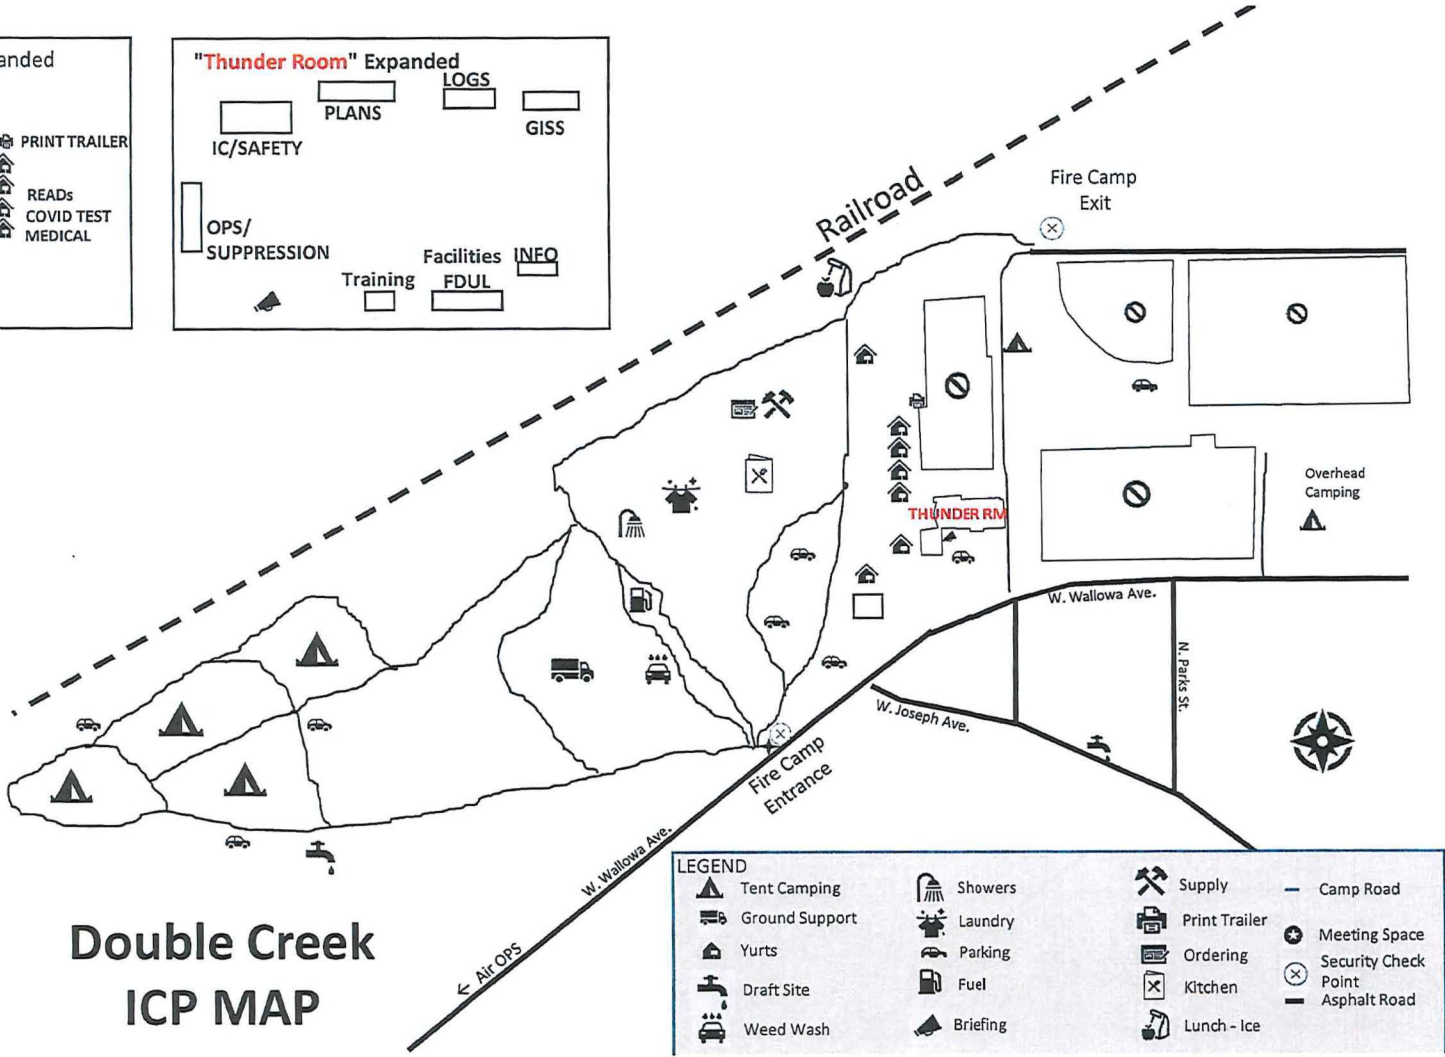 anded
PRINT TRAILER
READs
COVID TEST
MEDICAL
"Thunder Room" Expanded
LOGS
PLANS
GISS
IC/SAFETY
OPS/
SUPPRESSION
Facilities
FDUL
INFO
Training
Railroad
Fire Camp
Exit
Overhead
Camping
THUNDER RM
W. Wallowa Ave.
N. Parks St.
W. Joseph Ave.
Fire Camp
Entrance
W. Wallowa Ave.
← Air OPS
Double Creek
ICP MAP
LEGEND
Tent Camping
Ground Support
Yurts
Draft Site
Weed Wash
Showers
Laundry
Parking
Fuel
Briefing
Supply
Print Trailer
Ordering
Kitchen
Lunch - Ice
Camp Road
Meeting Space
Security Check
Point
Asphalt Road